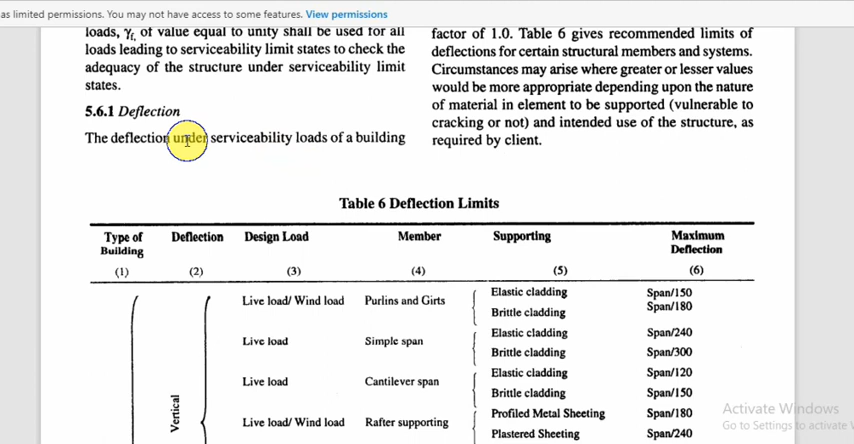 as limited permissions. You may not have access to some features. View permissions
loads, γf, of value equal to unity shall be used for all
loads leading to serviceability limit states to check the
adequacy of the structure under serviceability limit
states.
5.6.1 Deflection
The deflection under serviceability loads of a building
factor of 1.0. Table 6 gives recommended limits of
deflections for certain structural members and systems.
Circumstances may arise where greater or lesser values
would be more appropriate depending upon the nature
of material in element to be supported (vulnerable to
cracking or not) and intended use of the structure, as
required by client.
Table 6 Deflection Limits
Type of Building Deflection Design Load Member Supporting Maximum Deflection
(1) (2) (3) (4) (5) (6)
Vertical
Live load/ Wind load Purlins and Girts Elastic cladding Span/150
Brittle cladding Span/180
Live load Simple span Elastic cladding Span/240
Brittle cladding Span/300
Live load Cantilever span Elastic cladding Span/120
Brittle cladding Span/150
Live load/ Wind load Rafter supporting Profiled Metal Sheeting Span/180
Plastered Sheeting Span/240
Activate Windows
Go to Settings to activate